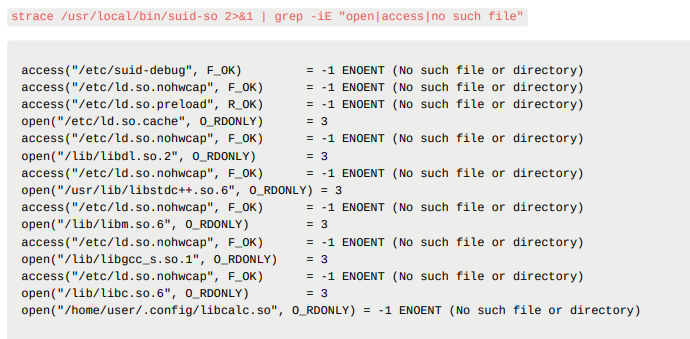 strace /usr/local/bin/suid-so 2>&1 | grep -iE "open|access|no such file"
access("/etc/suid-debug", F_OK)         = -1 ENOENT (No such file or directory)
access("/etc/ld.so.nohwcap", F_OK)      = -1 ENOENT (No such file or directory)
access("/etc/ld.so.preload", R_OK)      = -1 ENOENT (No such file or directory)
open("/etc/ld.so.cache", O_RDONLY)      = 3
access("/etc/ld.so.nohwcap", F_OK)      = -1 ENOENT (No such file or directory)
open("/lib/libdl.so.2", O_RDONLY)       = 3
access("/etc/ld.so.nohwcap", F_OK)      = -1 ENOENT (No such file or directory)
open("/usr/lib/libstdc++.so.6", O_RDONLY) = 3
access("/etc/ld.so.nohwcap", F_OK)      = -1 ENOENT (No such file or directory)
open("/lib/libm.so.6", O_RDONLY)        = 3
access("/etc/ld.so.nohwcap", F_OK)      = -1 ENOENT (No such file or directory)
open("/lib/libgcc_s.so.1", O_RDONLY)    = 3
access("/etc/ld.so.nohwcap", F_OK)      = -1 ENOENT (No such file or directory)
open("/lib/libc.so.6", O_RDONLY)        = 3
open("/home/user/.config/libcalc.so", O_RDONLY) = -1 ENOENT (No such file or directory)